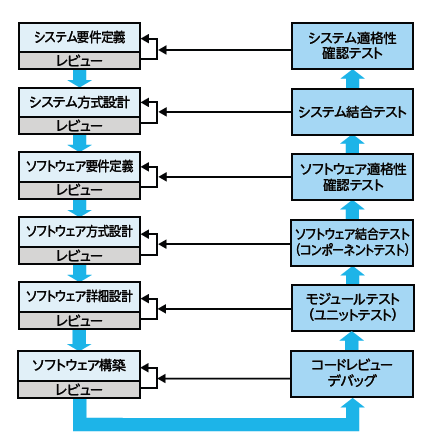 システム要件定義
レビュー
システム方式設計
レビュー
ソフトウェア要件定義
レビュー
ソフトウェア方式設計
レビュー
ソフトウェア詳細設計
レビュー
ソフトウェア構築
レビュー
システム適格性
確認テスト
システム結合テスト
ソフトウェア適格性
確認テスト
ソフトウェア結合テスト
（コンポーネントテスト）
モジュールテスト
（ユニットテスト）
コードレビュー
デバッグ